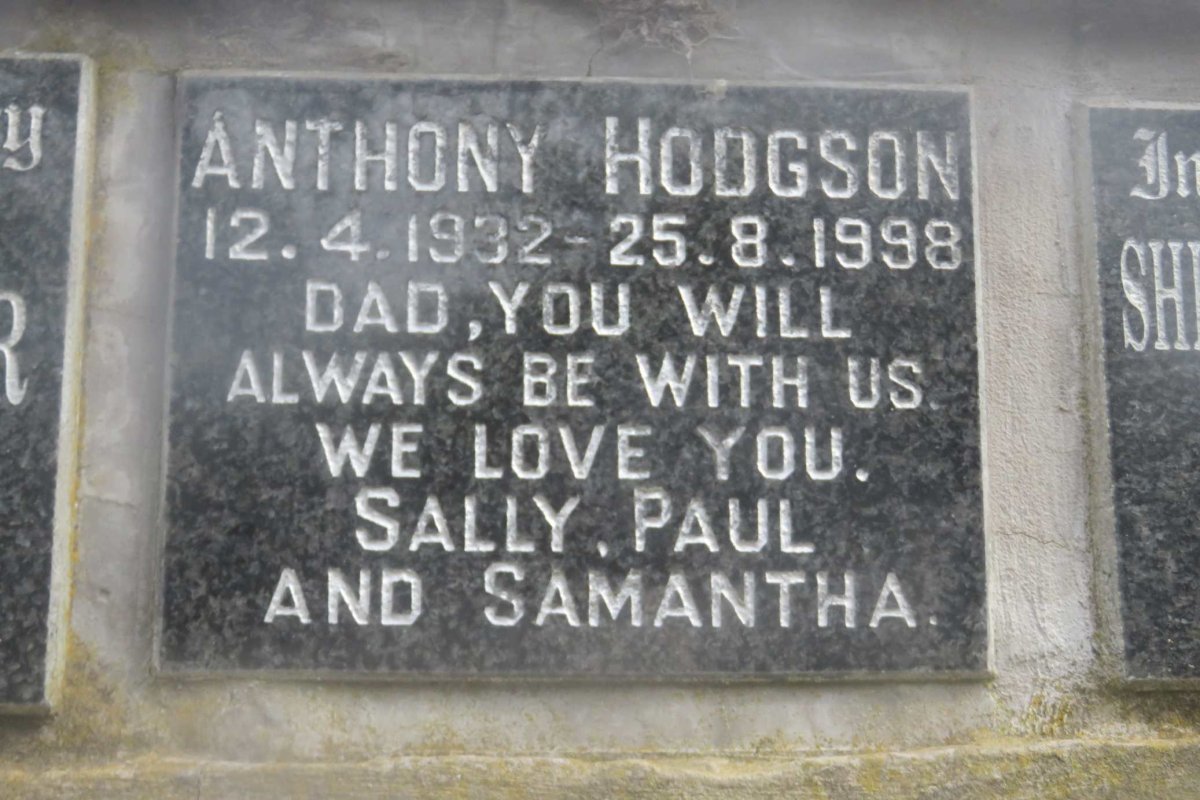 ANTHONY HODGSON
12.4.1932-25.8.1998
DAD, YOU WILL
ALWAYS BE WITH US.
WE LOVE YOU.
SALLY, PAUL
AND SAMANTHA.